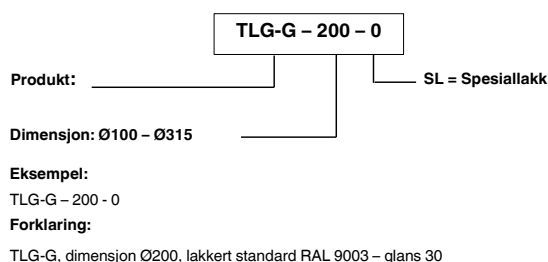 TLG-G – 200 – 0
Produkt:
SL = Spesiallakk
Dimensjon: Ø100 – Ø315
Eksempel:
TLG-G – 200 - 0
Forklaring:
TLG-G, dimensjon Ø200, lakkert standard RAL 9003 – glans 30